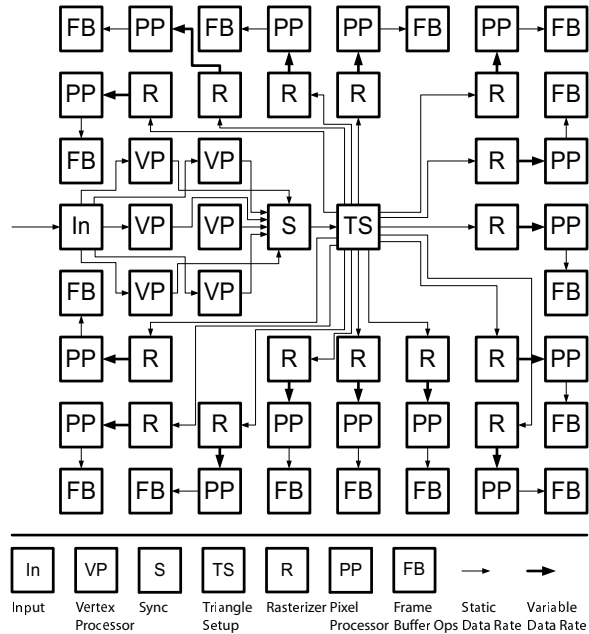 FB PP FB PP PP FB PP FB
PP R R R R R FB
FB VP VP R PP
In VP VP S TS R PP
FB VP VP FB
PP R R R R R PP
PP R R PP PP PP R FB
FB FB PP FB FB FB PP FB
In VP S TS R PP FB
Input Vertex Processor Sync Triangle Setup Rasterizer Pixel Processor Frame Buffer Ops Static Data Rate Variable Data Rate